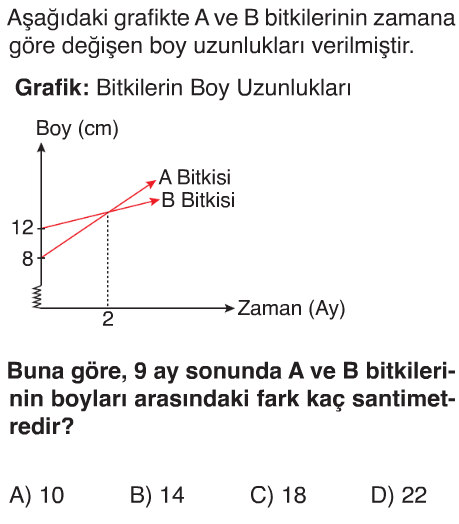 Aşağıdaki grafikte A ve B bitkilerinin zamana
göre değişen boy uzunlukları verilmiştir.
Grafik: Bitkilerin Boy Uzunlukları
Boy (cm)
A Bitkisi
B Bitkisi
12
8
2
Zaman (Ay)
Buna göre, 9 ay sonunda A ve B bitkileri-
nin boyları arasındaki fark kaç santimet-
redir?
A) 10 B) 14 C) 18 D) 22